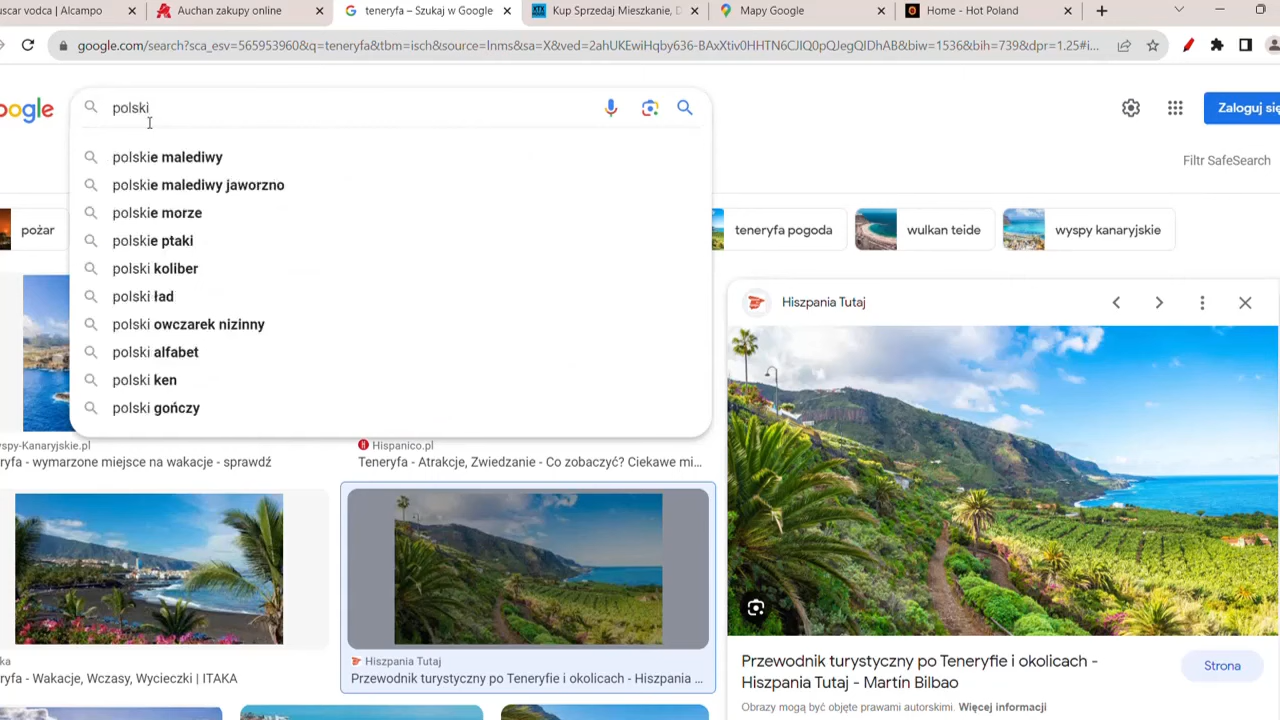 uscar vodca | Alcampo
Auchan zakupy online
teneryfa – Szukaj w Google
Kup Sprzedaj Mieszkanie, D
Mapy Google
Home - Hot Poland
google.com/search?sca_esv=565953960&q=teneryfa&tbm=isch&source=lnms&sa=X&ved=2ahUKEwiHqby636-BAxXtiv0HHTN6CJIQ0pQJegQIDhAB&biw=1536&bih=739&dpr=1.25#i...
oogle
polski
Zaloguj się
polskie malediwy
Filtr SafeSearch
polskie malediwy jaworzno
polskie morze
pożar
teneryfa pogoda
wulkan teide
wyspy kanaryjskie
polskie ptaki
polski koliber
polski ład
polski owczarek nizinny
polski alfabet
polski ken
polski gończy
Hiszpania Tutaj
yspy-Kanaryjskie.pl
Hispanico.pl
ryfa - wymarzone miejsce na wakacje - sprawdź
Teneryfa - Atrakcje, Zwiedzanie - Co zobaczyć? Ciekawe mi...
ka
Hiszpania Tutaj
ryfa - Wakacje, Wczasy, Wycieczki | ITAKA
Przewodnik turystyczny po Teneryfie i okolicach - Hiszpania ...
Przewodnik turystyczny po Teneryfie i okolicach -
Hiszpania Tutaj - Martín Bilbao
Strona
Obrazy mogą być objęte prawami autorskimi. Więcej informacji